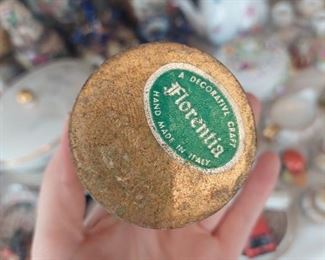 A DECORATIVE CRAFT
Florentia
HAND MADE IN ITALY.